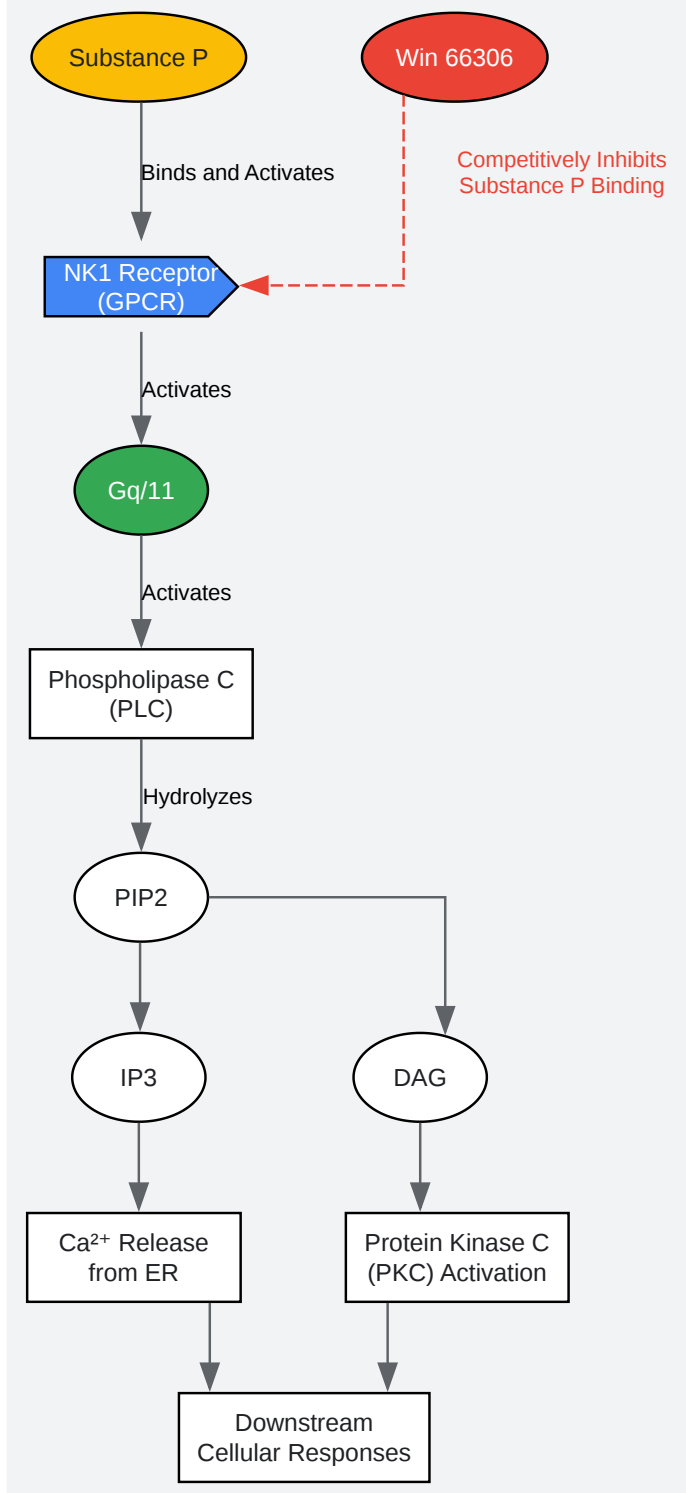 Substance P
Win 66306
Competitively Inhibits
Substance P Binding
Binds and Activates
NK1 Receptor
(GPCR)
Activates
Gq/11
Activates
Phospholipase C
(PLC)
Hydrolyzes
PIP2
IP3
DAG
Ca²⁺ Release
from ER
Protein Kinase C
(PKC) Activation
Downstream
Cellular Responses